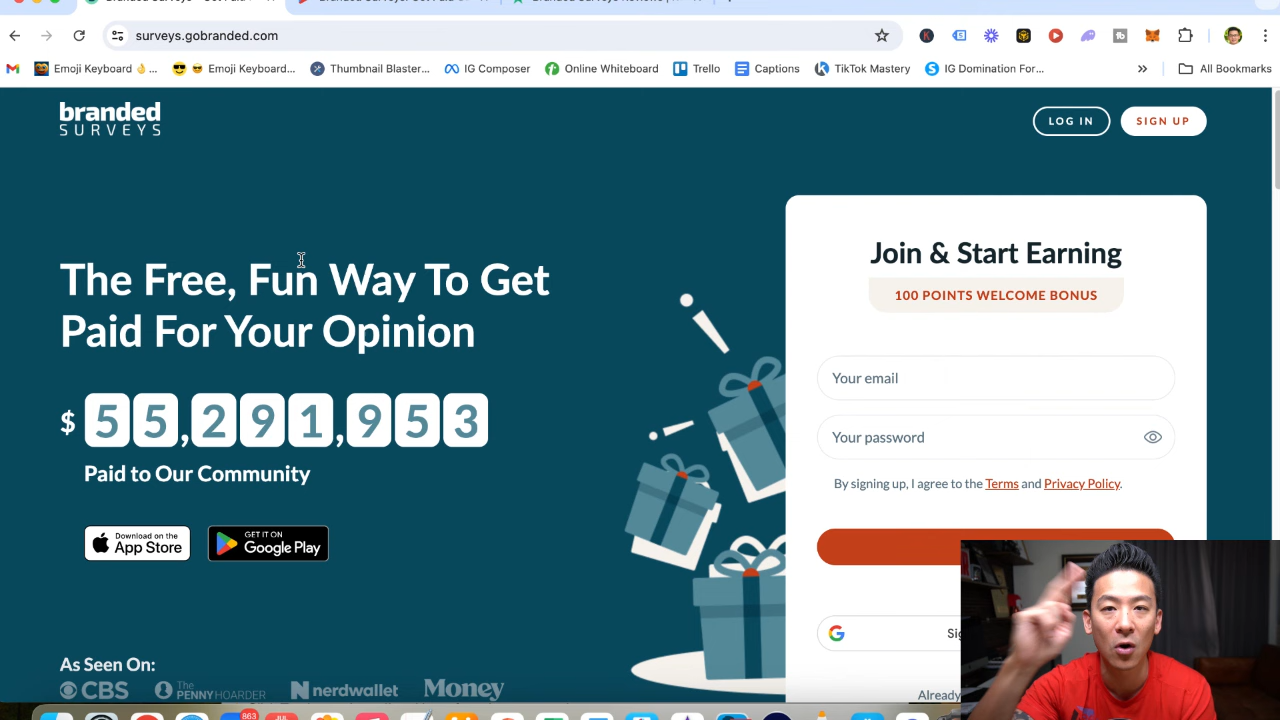 surveys.gobranded.com
Emoji Keyboard 👌 ...
😎 Emoji Keyboard...
Thumbnail Blaster...
IG Composer
Online Whiteboard
Trello
Captions
TikTok Mastery
IG Domination For...
»
All Bookmarks
branded
SURVEYS
LOG IN
SIGN UP
The Free, Fun Way To Get
Paid For Your Opinion
$ 55,291,953
Paid to Our Community
Download on the
App Store
GET IT ON
Google Play
As Seen On:
CBS
The
PENNY HOARDER
nerdwallet
Money
Join & Start Earning
100 POINTS WELCOME BONUS
Your email
Your password
By signing up, I agree to the Terms and Privacy Policy.
Already
863